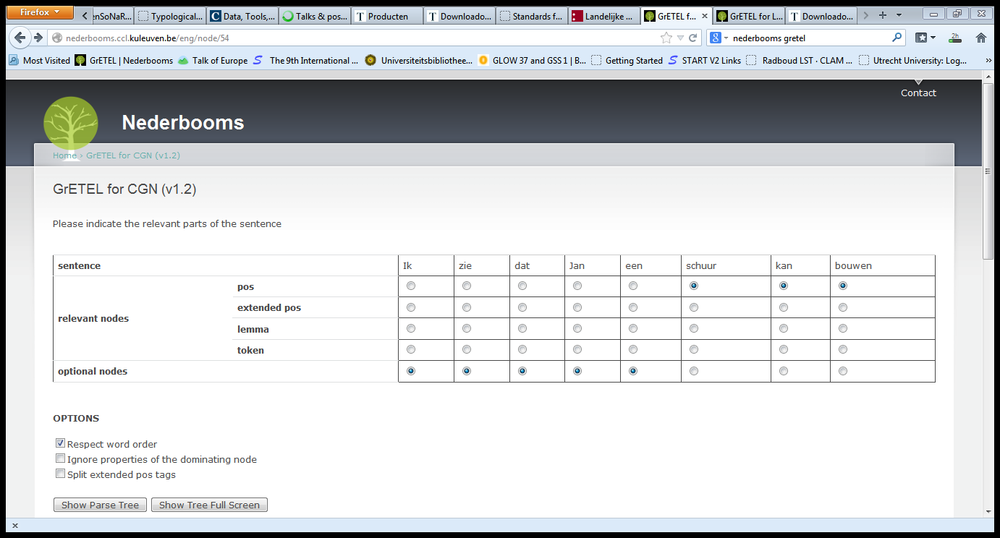 Firefox
enSoNaR...
Typological...
Data, Tools,...
Talks & pos...
Producten
Downloado...
Standards f...
Landelijke ...
GrETEL f...
GrETEL for L...
Downloado...
nederbooms.ccl.kuleuven.be/eng/node/54
nederbooms gretel
2h
Most Visited
GrETEL | Nederbooms
Talk of Europe
The 9th International ...
Universiteitsbibliothee...
GLOW 37 and GSS 1 | B...
Getting Started
START V2 Links
Radboud LST · CLAM ...
Utrecht University: Log...
Contact
Nederbooms
Home › GrETEL for CGN (v1.2)
GrETEL for CGN (v1.2)
Please indicate the relevant parts of the sentence
sentence Ik zie dat Jan een schuur kan bouwen
relevant nodes
pos
extended pos
lemma
token
optional nodes
OPTIONS
Respect word order
Ignore properties of the dominating node
Split extended pos tags
Show Parse Tree Show Tree Full Screen